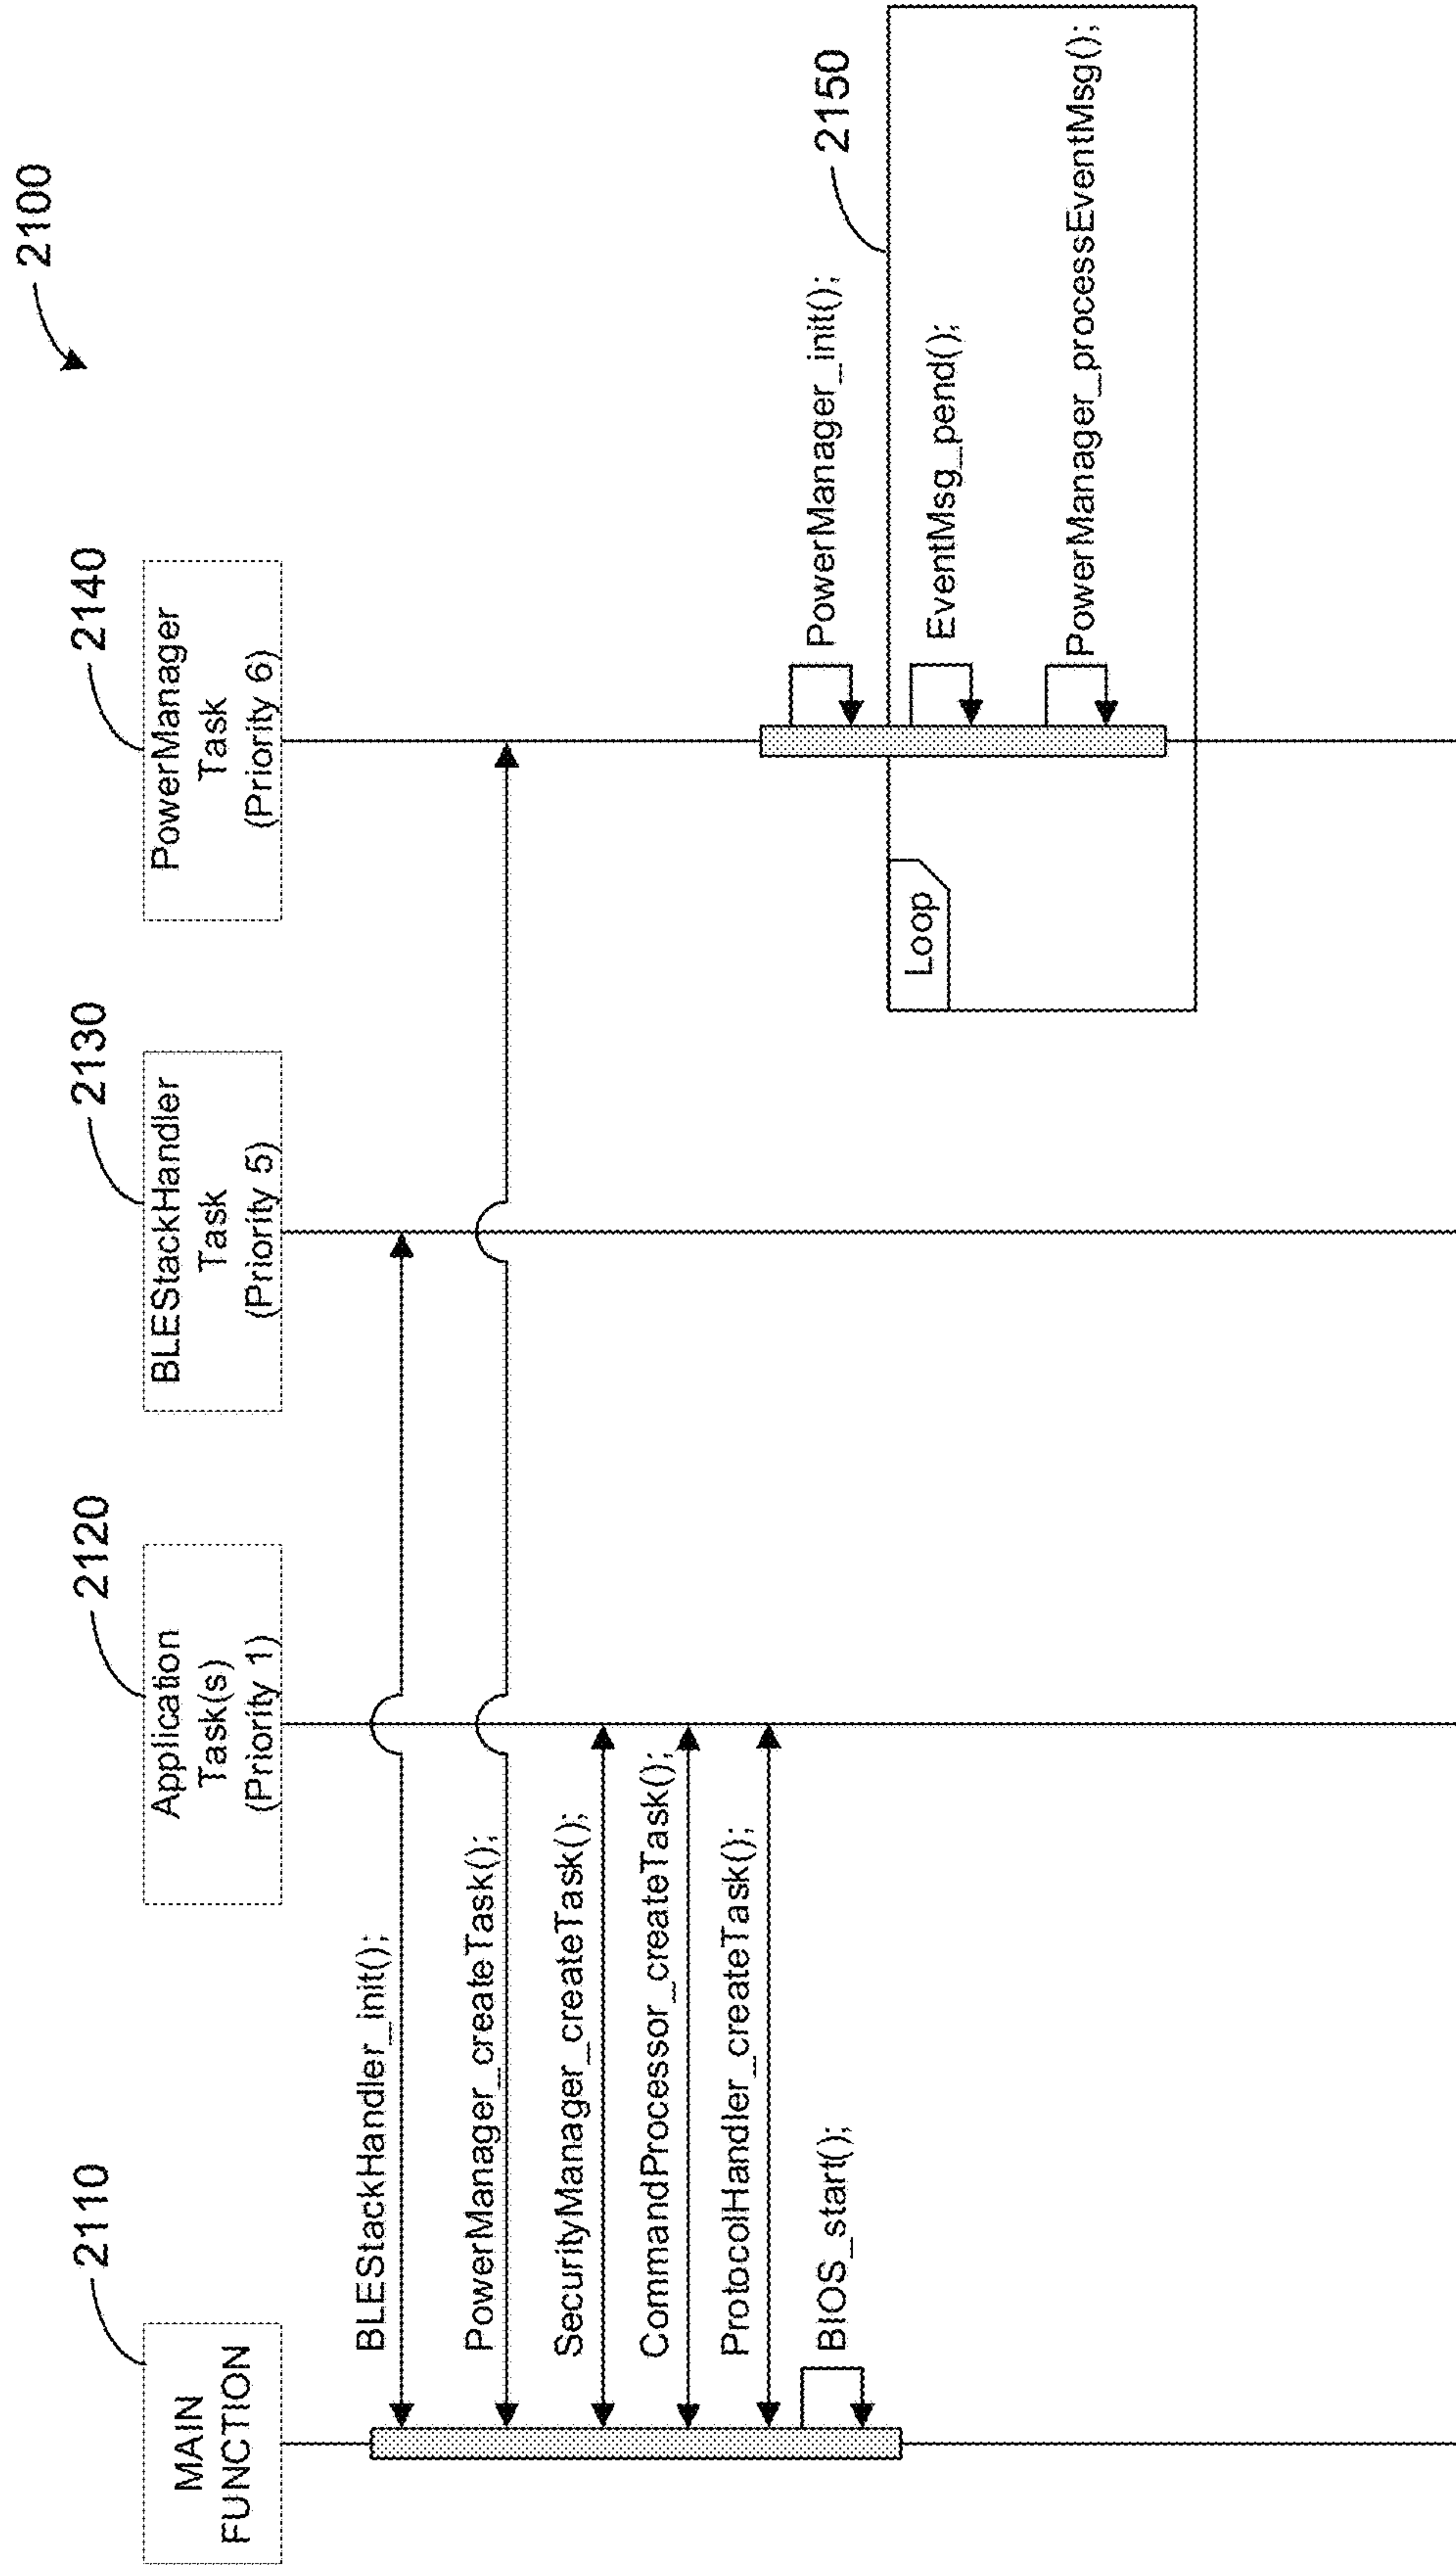 2100
2110
MAIN
FUNCTION
2120
Application
Task(s)
(Priority 1)
2130
BLEStackHandler
Task
(Priority 5)
2140
PowerManager
Task
(Priority 6)
BLEStackHandler_init();
PowerManager_createTask();
SecurityManager_createTask();
CommandProcessor_createTask();
ProtocolHandler_createTask();
BIOS_start();
PowerManager_init();
2150
Loop
EventMsg_pend();
PowerManager_processEventMsg();